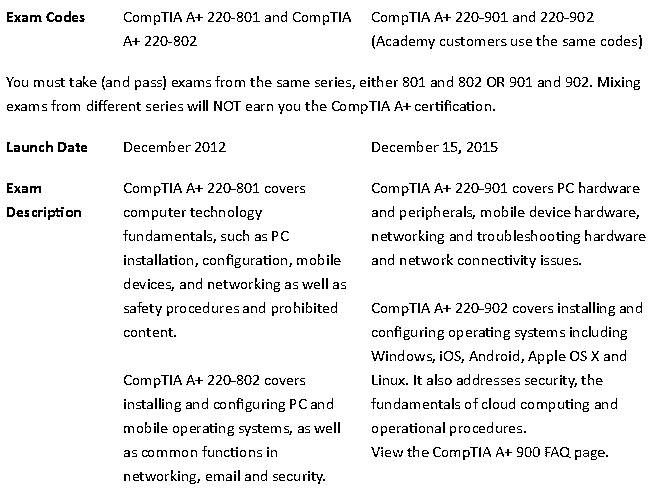 Exam Codes CompTIA A+ 220-801 and CompTIA A+ 220-901 and 220-902
A+ 220-802 (Academy customers use the same codes)
You must take (and pass) exams from the same series, either 801 and 802 OR 901 and 902. Mixing
exams from different series will NOT earn you the CompTIA A+ certification.
Launch Date December 2012 December 15, 2015
Exam
Description
CompTIA A+ 220-801 covers
computer technology
fundamentals, such as PC
installation, configuration, mobile
devices, and networking as well as
safety procedures and prohibited
content.
CompTIA A+ 220-802 covers
installing and configuring PC and
mobile operating systems, as well
as common functions in
networking, email and security.
CompTIA A+ 220-901 covers PC hardware
and peripherals, mobile device hardware,
networking and troubleshooting hardware
and network connectivity issues.
CompTIA A+ 220-902 covers installing and
configuring operating systems including
Windows, iOS, Android, Apple OS X and
Linux. It also addresses security, the
fundamentals of cloud computing and
operational procedures.
View the CompTIA A+ 900 FAQ page.